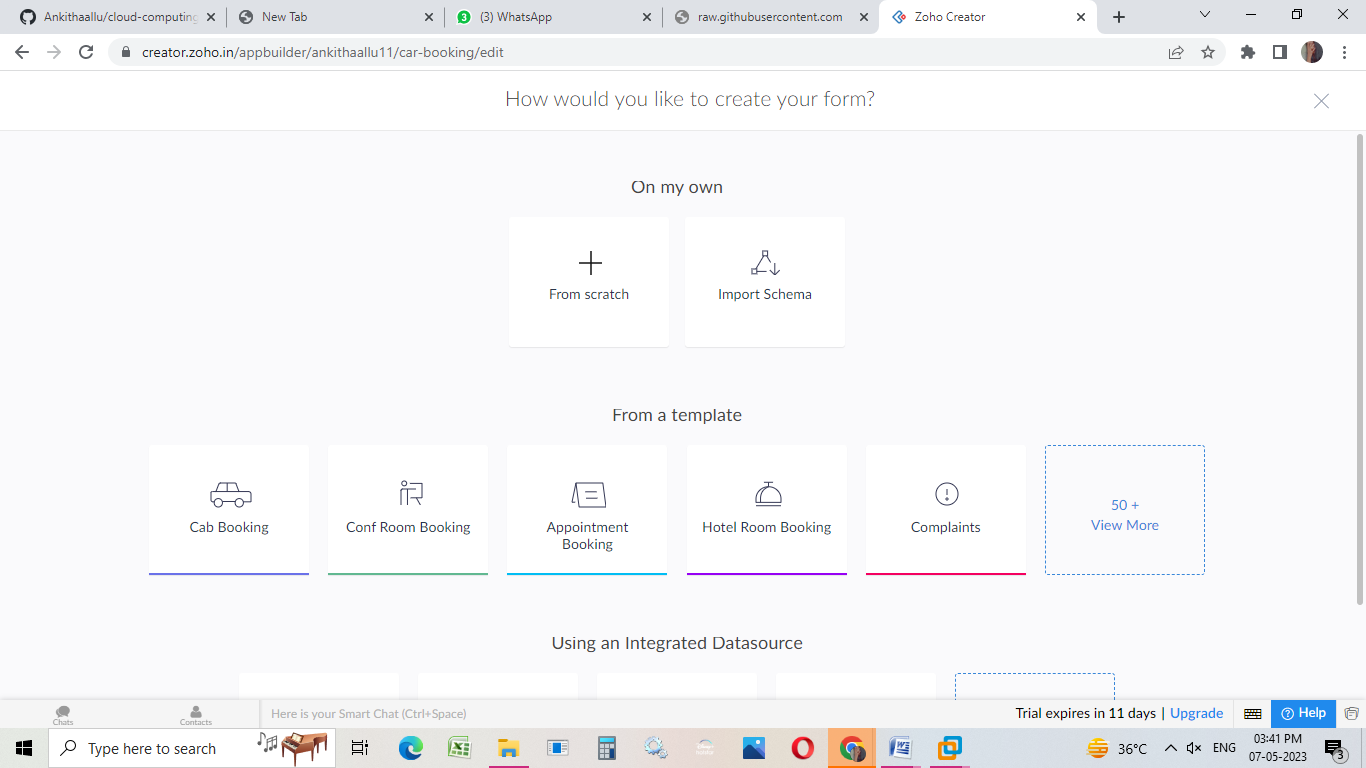 Ankithaallu/cloud-computing
New Tab
3
(3) WhatsApp
raw.githubusercontent.com
Zoho Creator
creator.zoho.in/appbuilder/ankithaallu11/car-booking/edit
How would you like to create your form?
On my own
From scratch
Import Schema
From a template
Cab Booking
Conf Room Booking
Appointment
Booking
Hotel Room Booking
Complaints
50 +
View More
Using an Integrated Datasource
Chats
Contacts
Here is your Smart Chat (Ctrl+Space)
Trial expires in 11 days | Upgrade
Help
Type here to search
36°C
ENG
03:41 PM
07-05-2023
3